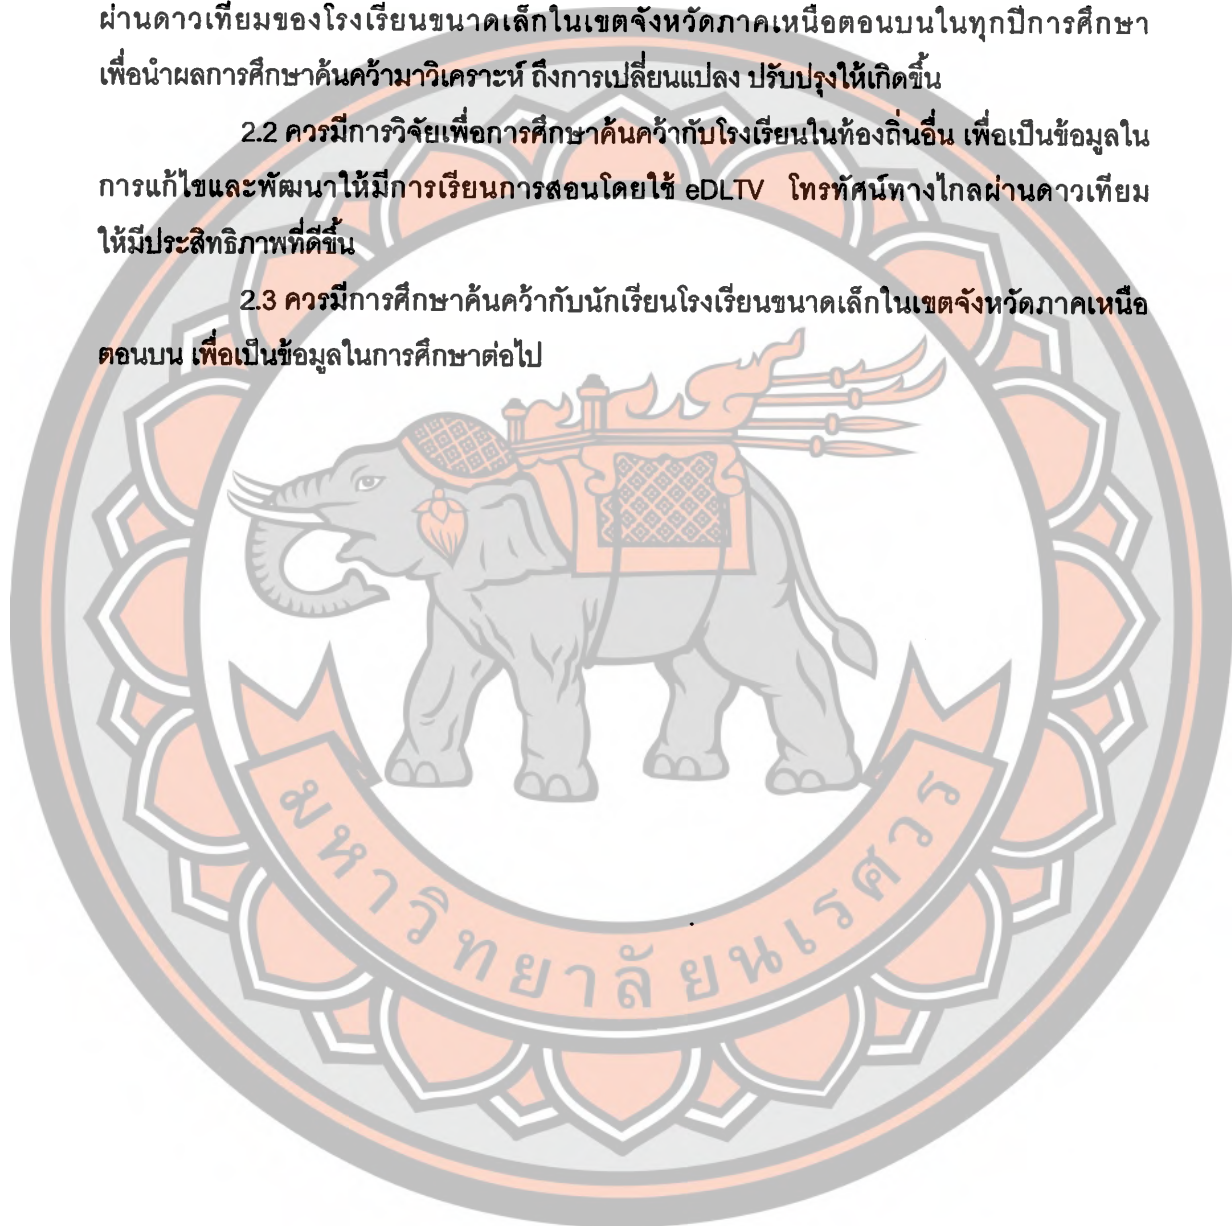 ผ่านดาวเทียมของโรงเรียนขนาดเล็กในเขตจังหวัดภาคเหนือตอนบนในทุกปีการศึกษา
เพื่อนำผลการศึกษาค้นคว้ามาวิเคราะห์ ถึงการเปลี่ยนแปลง ปรับปรุงให้เกิดขึ้น
2.2 ควรมีการวิจัยเพื่อการศึกษาค้นคว้ากับโรงเรียนในท้องถิ่นอื่น เพื่อเป็นข้อมูลใน
การแก้ไขและพัฒนาให้มีการเรียนการสอนโดยใช้ eDLTV โทรทัศน์ทางไกลผ่านดาวเทียม
ให้มีประสิทธิภาพที่ดีขึ้น
2.3 ควรมีการศึกษาค้นคว้ากับนักเรียนโรงเรียนขนาดเล็กในเขตจังหวัดภาคเหนือ
ตอนบน เพื่อเป็นข้อมูลในการศึกษาต่อไป
มหาวิทยาลัยนเรศวร